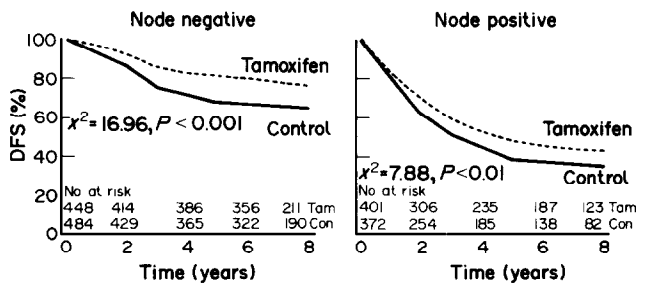 Node negative
Node positive
DFS (%)
100
80
60
40
20
0
Tamoxifen
χ²= 16.96, P < 0.001
Control
No at risk
448 414 386 356 211 Tam
484 429 365 322 190 Con
0 2 4 6 8
Time (years)
Tamoxifen
χ²=7.88, P<0.01
Control
No at risk
401 306 235 187 123 Tam
372 254 185 138 82 Con
0 2 4 6 8
Time (years)